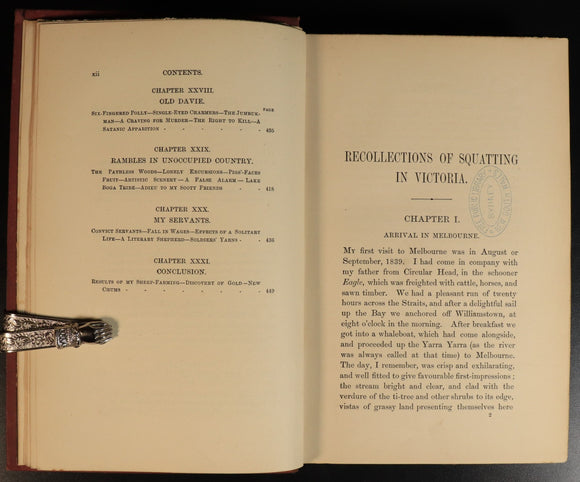 xii CONTENTS.
CHAPTER XXVIII.
OLD DAVIE.
PAGE
Six-Fingered Polly—Single-Eyed Charmers—The Jumbuk-
man—A Craving for Murder—The Right to Kill—A
Satanic Apparition - - - - - - 405
CHAPTER XXIX.
RAMBLES IN UNOCCUPIED COUNTRY.
The Pathless Woods—Lonely Excursions—Pigs'-Faces
Fruit—Artistic Scenery—A False Alarm—Lake
Boga Tribe—Adieu to my Sooty Friends - - - 418
CHAPTER XXX.
MY SERVANTS.
Convict Servants—Fall in Wages—Effects of a Solitary
Life—A Literary Shepherd—Soldiers' Yarns - - 436
CHAPTER XXXI.
CONCLUSION.
Results of my Sheep-Farming—Discovery of Gold—New
Chums - - - - - - - 449
RECOLLECTIONS OF SQUATTING
IN VICTORIA.
CHAPTER I.
ARRIVAL IN MELBOURNE.
My first visit to Melbourne was in August or
September, 1839. I had come in company with
my father from Circular Head, in the schooner
Eagle, which was freighted with cattle, horses, and
sawn timber. We had a pleasant run of twenty
hours across the Straits, and after a delightful sail
up the Bay we anchored off Williamstown, at
eight o'clock in the morning. After breakfast we
got into a whaleboat, which had come alongside,
and proceeded up the Yarra Yarra (as the river
was always called at that time) to Melbourne.
The day, I remember, was crisp and exhilarating,
and well fitted to give favourable first-impressions;
the stream bright and clear, and clad with the
verdure of the ti-tree and other shrubs to its edge,
vistas of grassy land presenting themselves here
2